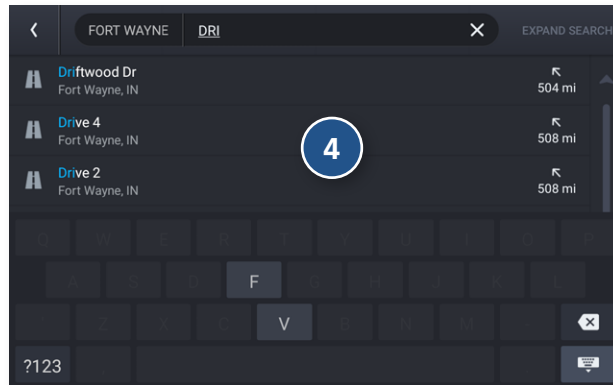 FORT WAYNE DRI EXPAND SEARCH
Driftwood Dr
Fort Wayne, IN
504 mi
Drive 4
Fort Wayne, IN
508 mi
4
Drive 2
Fort Wayne, IN
508 mi
Q W E R T Y U I O P
A S D F G H J K L
Z X C V B N M
?123